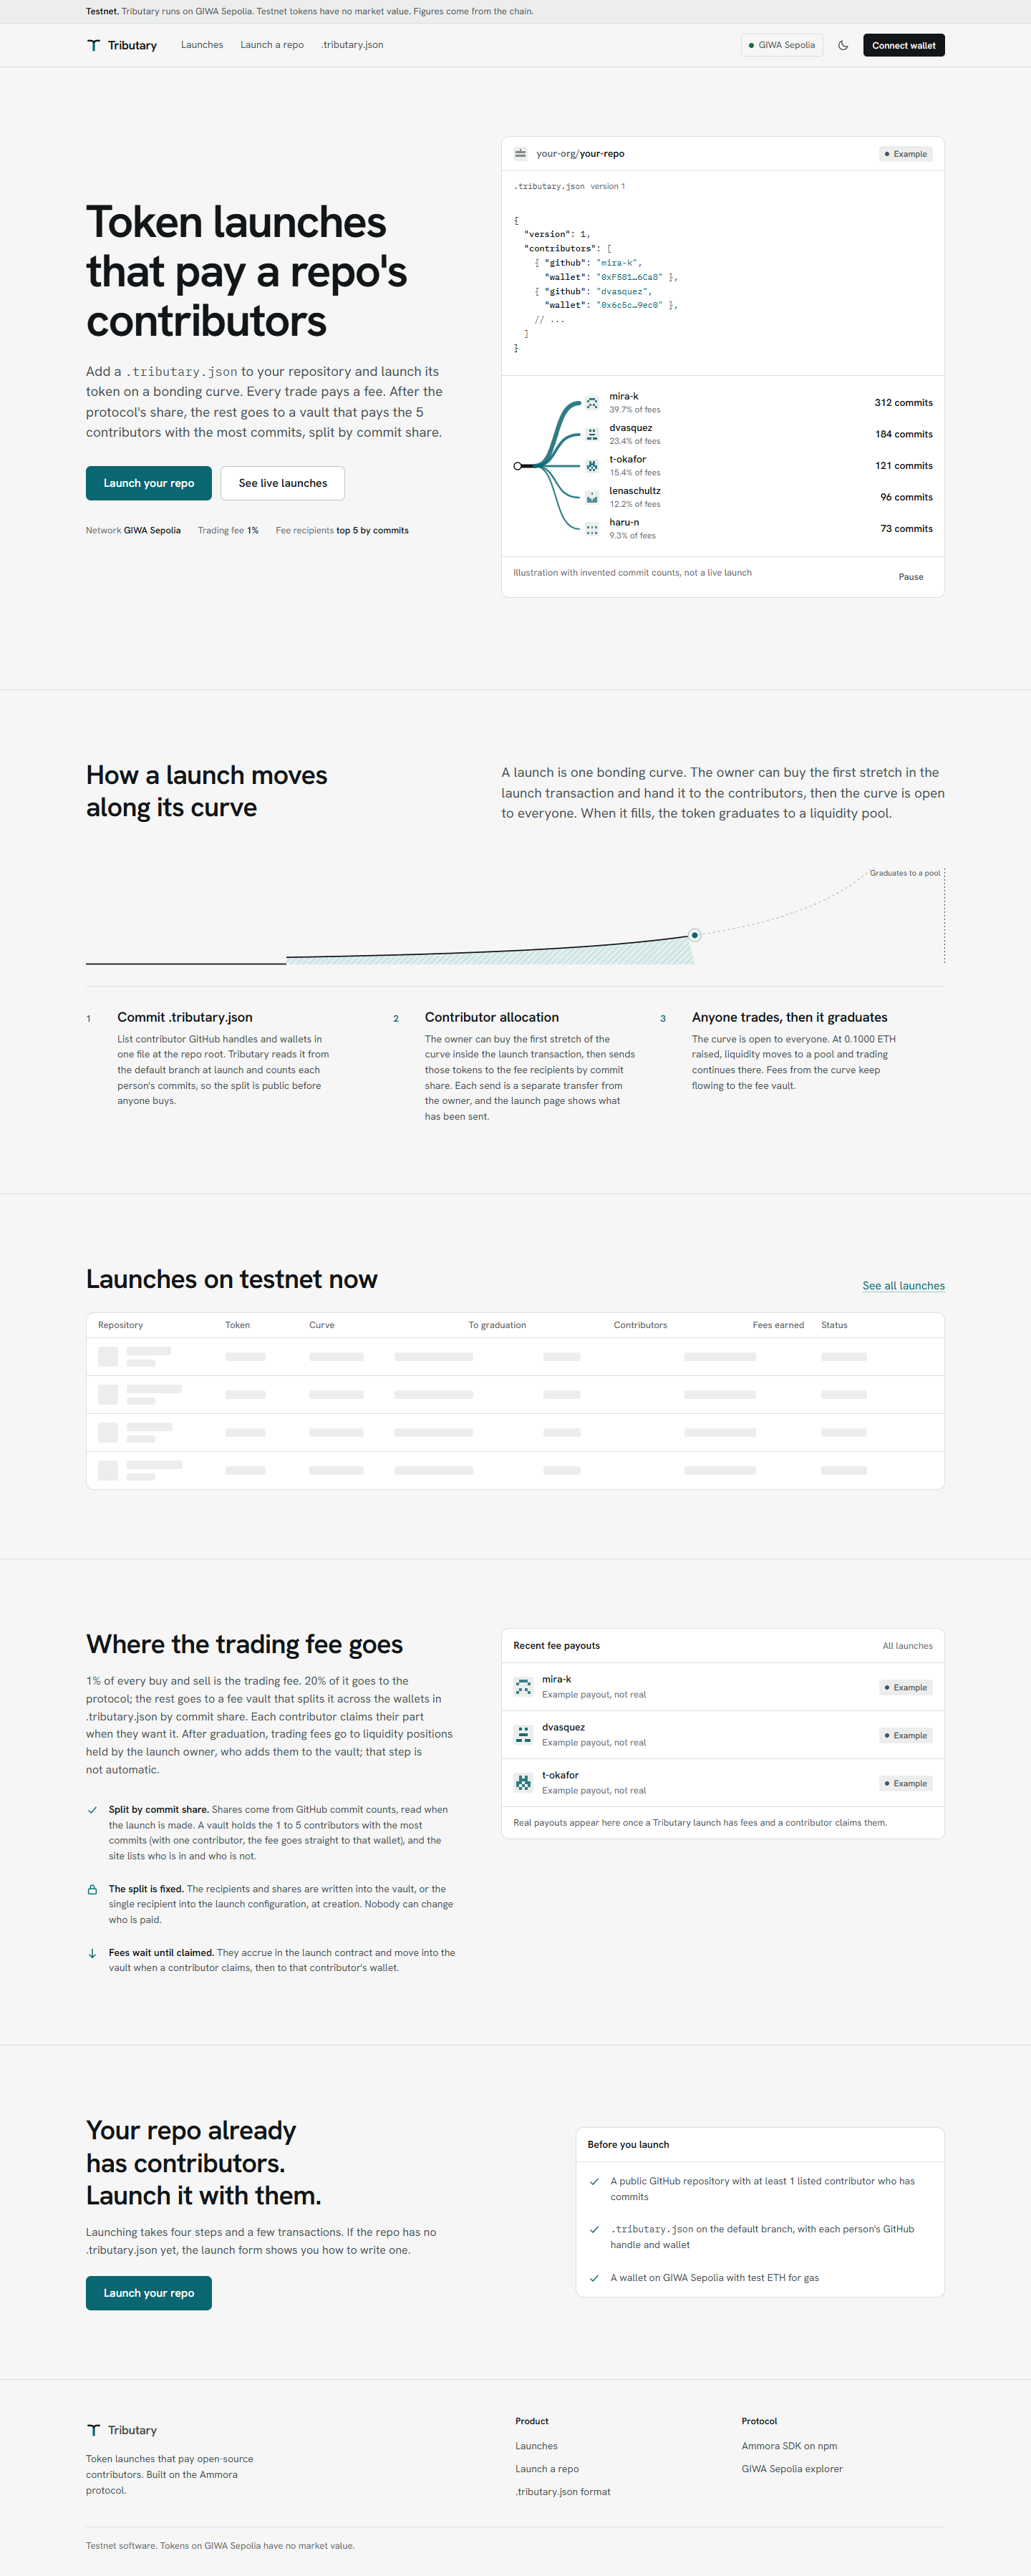 Testnet. Tributary runs on GIWA Sepolia. Testnet tokens have no market value. Figures come from the chain.
Tributary
Launches
Launch a repo
.tributary.json
GIWA Sepolia
Connect wallet
Token launches
that pay a repo's
contributors
Add a .tributary.json to your repository and launch its
token on a bonding curve. Every trade pays a fee. After the
protocol's share, the rest goes to a vault that pays the 5
contributors with the most commits, split by commit share.
Launch your repo
See live launches
Network GIWA Sepolia
Trading fee 1%
Fee recipients top 5 by commits
your-org/your-repo
Example
.tributary.json version 1
{
"version": 1,
"contributors": [
{ "github": "mira-k",
"wallet": "0xF581…6Ca8" },
{ "github": "dvasquez",
"wallet": "0x6c5c…9ec0" },
// ...
]
}
mira-k
39.7% of fees
312 commits
dvasquez
23.4% of fees
184 commits
t-okafor
15.4% of fees
121 commits
lenaschultz
12.2% of fees
96 commits
haru-n
9.3% of fees
73 commits
Illustration with invented commit counts, not a live launch
Pause
How a launch moves
along its curve
A launch is one bonding curve. The owner can buy the first stretch in the
launch transaction and hand it to the contributors, then the curve is open
to everyone. When it fills, the token graduates to a liquidity pool.
Graduates to a pool
1
Commit .tributary.json
List contributor GitHub handles and wallets in
one file at the repo root. Tributary reads it from
the default branch at launch and counts each
person's commits, so the split is public before
anyone buys.
2
Contributor allocation
The owner can buy the first stretch of the
curve inside the launch transaction, then sends
those tokens to the fee recipients by commit
share. Each send is a separate transfer from
the owner, and the launch page shows what
has been sent.
3
Anyone trades, then it graduates
The curve is open to everyone. At 0.1000 ETH
raised, liquidity moves to a pool and trading
continues there. Fees from the curve keep
flowing to the fee vault.
Launches on testnet now
See all launches
Repository
Token
Curve
To graduation
Contributors
Fees earned
Status
Where the trading fee goes
1% of every buy and sell is the trading fee. 20% of it goes to the
protocol; the rest goes to a fee vault that splits it across the wallets in
.tributary.json by commit share. Each contributor claims their part
when they want it. After graduation, trading fees go to liquidity positions
held by the launch owner, who adds them to the vault; that step is
not automatic.
Split by commit share. Shares come from GitHub commit counts, read when
the launch is made. A vault holds the 1 to 5 contributors with the most
commits (with one contributor, the fee goes straight to that wallet), and the
site lists who is in and who is not.
The split is fixed. The recipients and shares are written into the vault, or the
single recipient into the launch configuration, at creation. Nobody can change
who is paid.
Fees wait until claimed. They accrue in the launch contract and move into the
vault when a contributor claims, then to that contributor's wallet.
Recent fee payouts
All launches
mira-k
Example payout, not real
Example
dvasquez
Example payout, not real
Example
t-okafor
Example payout, not real
Example
Real payouts appear here once a Tributary launch has fees and a contributor claims them.
Your repo already
has contributors.
Launch it with them.
Launching takes four steps and a few transactions. If the repo has no
.tributary.json yet, the launch form shows you how to write one.
Launch your repo
Before you launch
A public GitHub repository with at least 1 listed contributor who has
commits
.tributary.json on the default branch, with each person's GitHub
handle and wallet
A wallet on GIWA Sepolia with test ETH for gas
Tributary
Token launches that pay open-source
contributors. Built on the Ammora
protocol.
Product
Launches
Launch a repo
.tributary.json format
Protocol
Ammora SDK on npm
GIWA Sepolia explorer
Testnet software. Tokens on GIWA Sepolia have no market value.